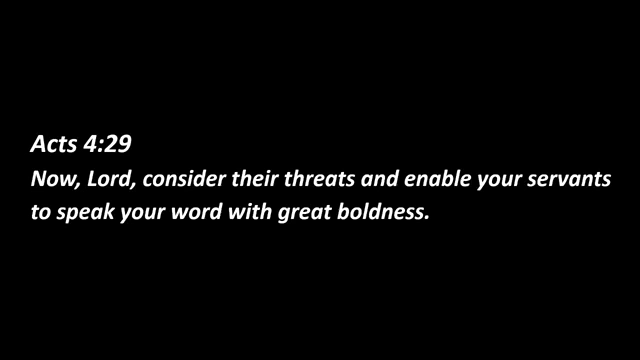 Acts 4:29
Now, Lord, consider their threats and enable your servants
to speak your word with great boldness.